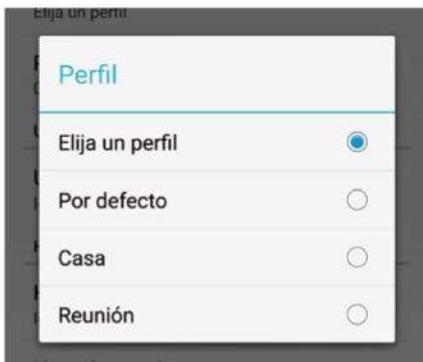 Elija un perfil
Perfil
Elija un perfil
Por defecto
Casa
Reunión